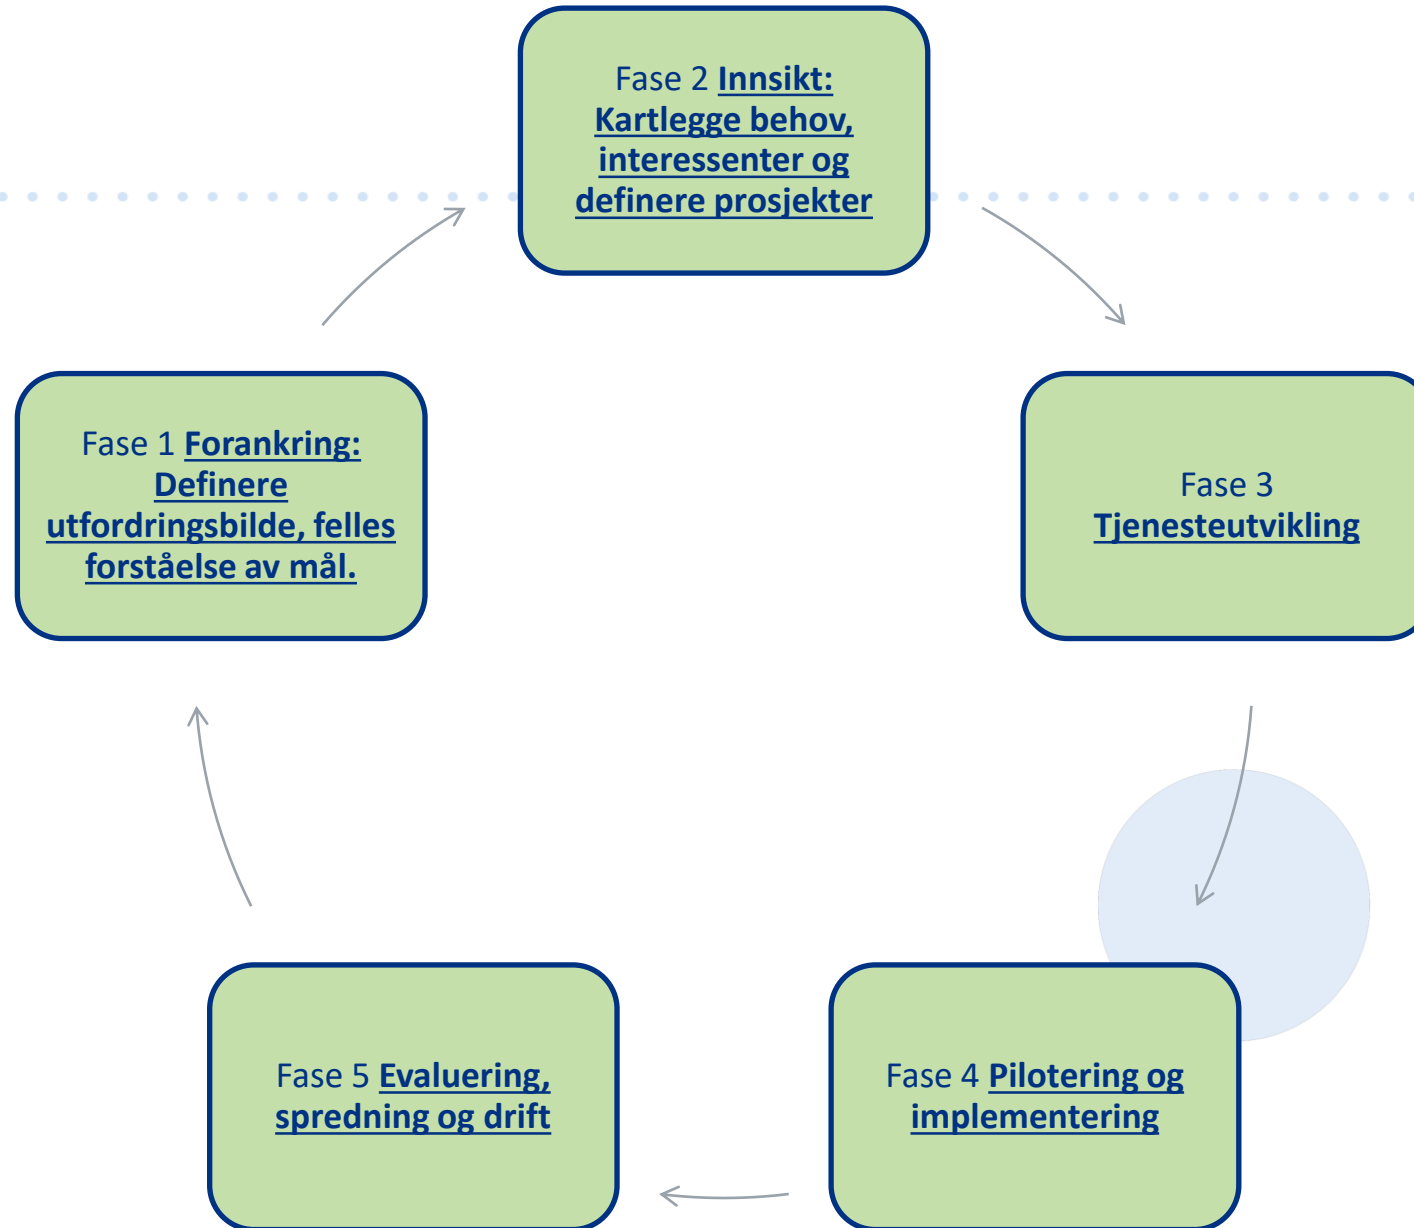 Fase 2 Innsikt:
Kartlegge behov,
interessenter og
definere prosjekter
Fase 1 Forankring:
Definere
utfordringsbilde, felles
forståelse av mål.
Fase 3
Tjenesteutvikling
Fase 5 Evaluering,
spredning og drift
Fase 4 Pilotering og
implementering